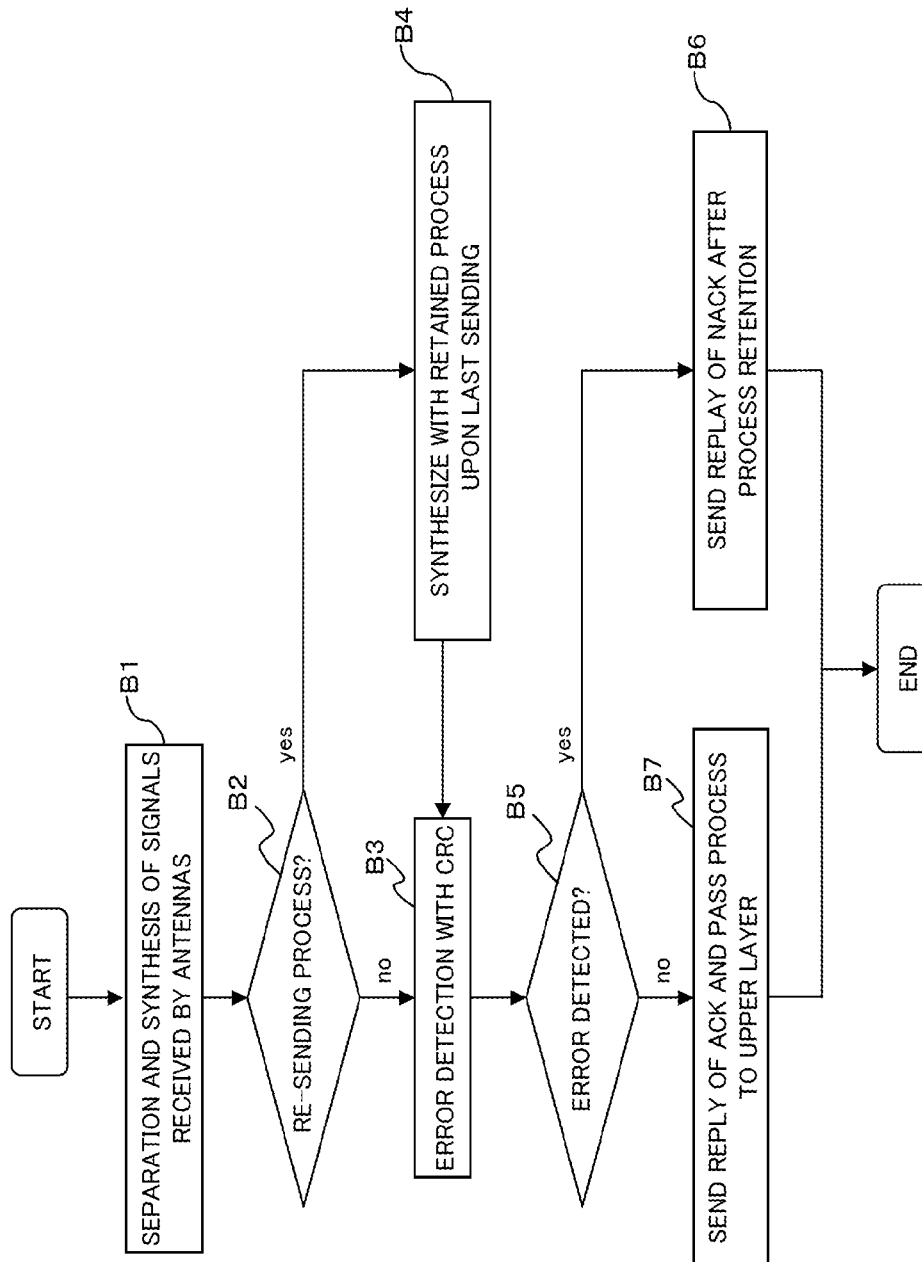 START
B1
SEPARATION AND SYNTHESIS OF SIGNALS
RECEIVED BY ANTENNAS
B2
RE-SENDING PROCESS?
yes
no
B4
SYNTHESIZE WITH RETAINED PROCESS
UPON LAST SENDING
B3
ERROR DETECTION WITH CRC
B5
ERROR DETECTED?
yes
no
B7
SEND REPLY OF ACK AND PASS PROCESS
TO UPPER LAYER
B6
SEND REPLAY OF NACK AFTER
PROCESS RETENTION
END